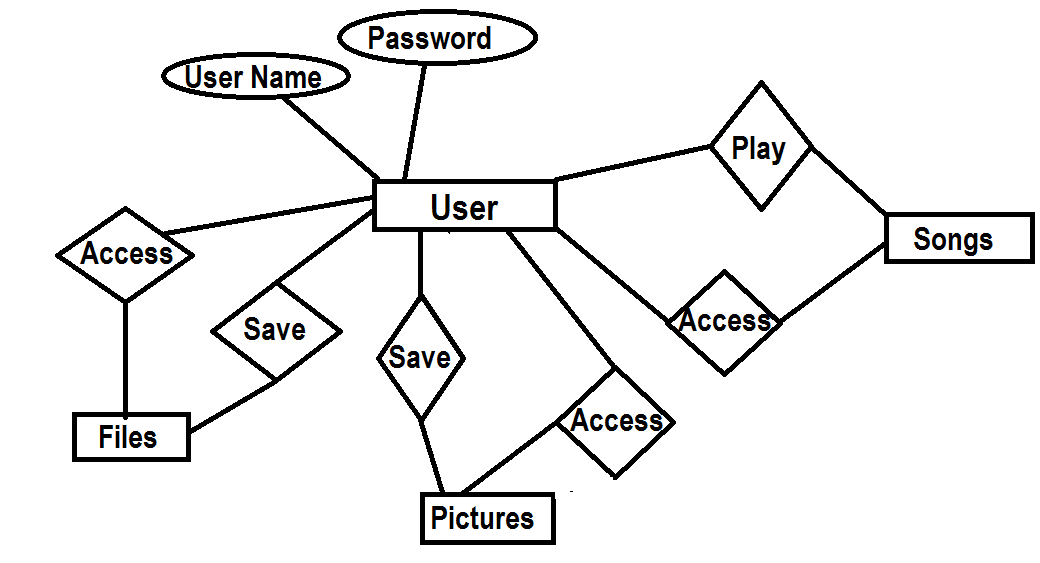 Password
User Name
Play
User
Songs
Access
Access
Save
Save
Access
Files
Pictures